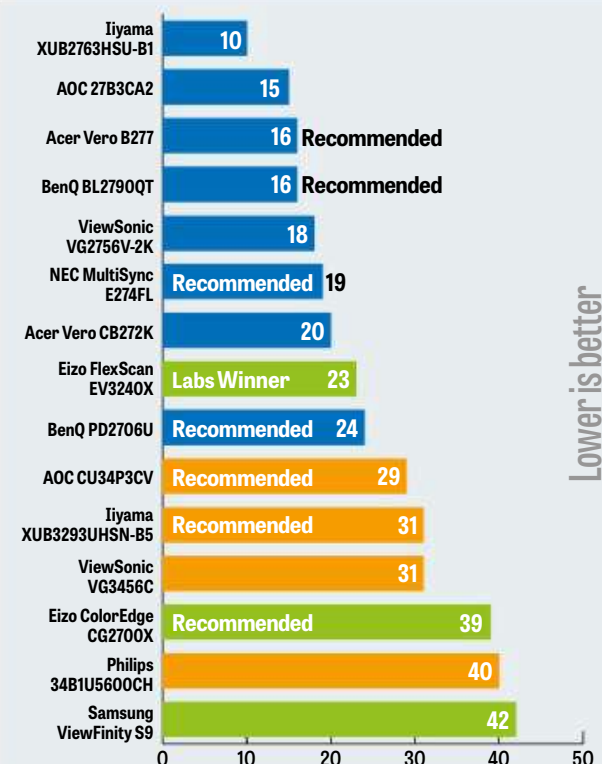 Iiyama
XUB2763HSU-B1
10
AOC 27B3CA2
15
Acer Vero B277
16 Recommended
BenQ BL2790QT
16 Recommended
ViewSonic
VG2756V-2K
18
NEC MultiSync
E274FL
Recommended 19
Acer Vero CB272K
20
Eizo FlexScan
EV3240X
Labs Winner 23
BenQ PD2706U
Recommended 24
AOC CU34P3CV
Recommended 29
Iiyama
XUB3293UHSN-B5
Recommended 31
ViewSonic
VG3456C
31
Eizo ColorEdge
CG2700X
Recommended 39
Philips
34B1U5600CH
40
Samsung
ViewFinity S9
42
0 10 20 30 40 50
Lower is better